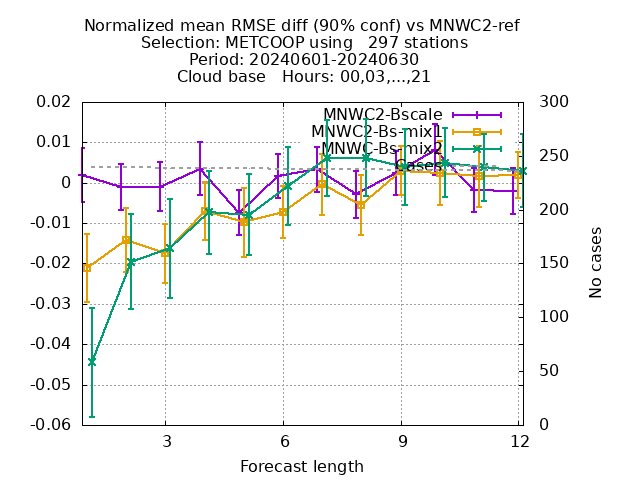 Normalized mean RMSE diff (90% conf) vs MNWC2-ref
Selection: METCOOP using   297 stations
Period: 20240601-20240630
Cloud base   Hours: 00,03,...,21
MNWC2-Bscale
MNWC2-Bs-mix1
MNWC-Bs-mix2
Cases
0.02
0.01
0
-0.01
-0.02
-0.03
-0.04
-0.05
-0.06
300
250
200
150
100
50
0
No cases
3
6
9
12
Forecast length